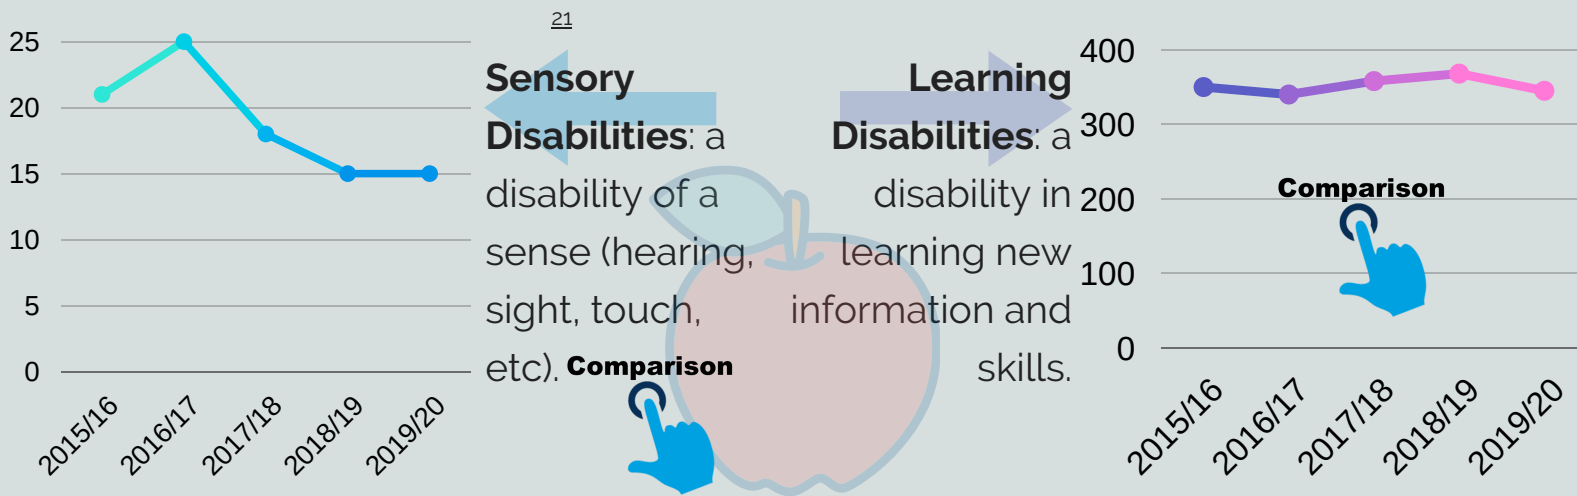 21
25
20
15
10
5
0
2015/16
2016/17
2017/18
2018/19
2019/20
Sensory
Disabilities: a
disability of a
sense (hearing,
sight, touch,
etc).
Comparison
Learning
Disabilities: a
disability in
learning new
information and
skills.
400
300
200
100
0
Comparison
2015/16
2016/17
2017/18
2018/19
2019/20